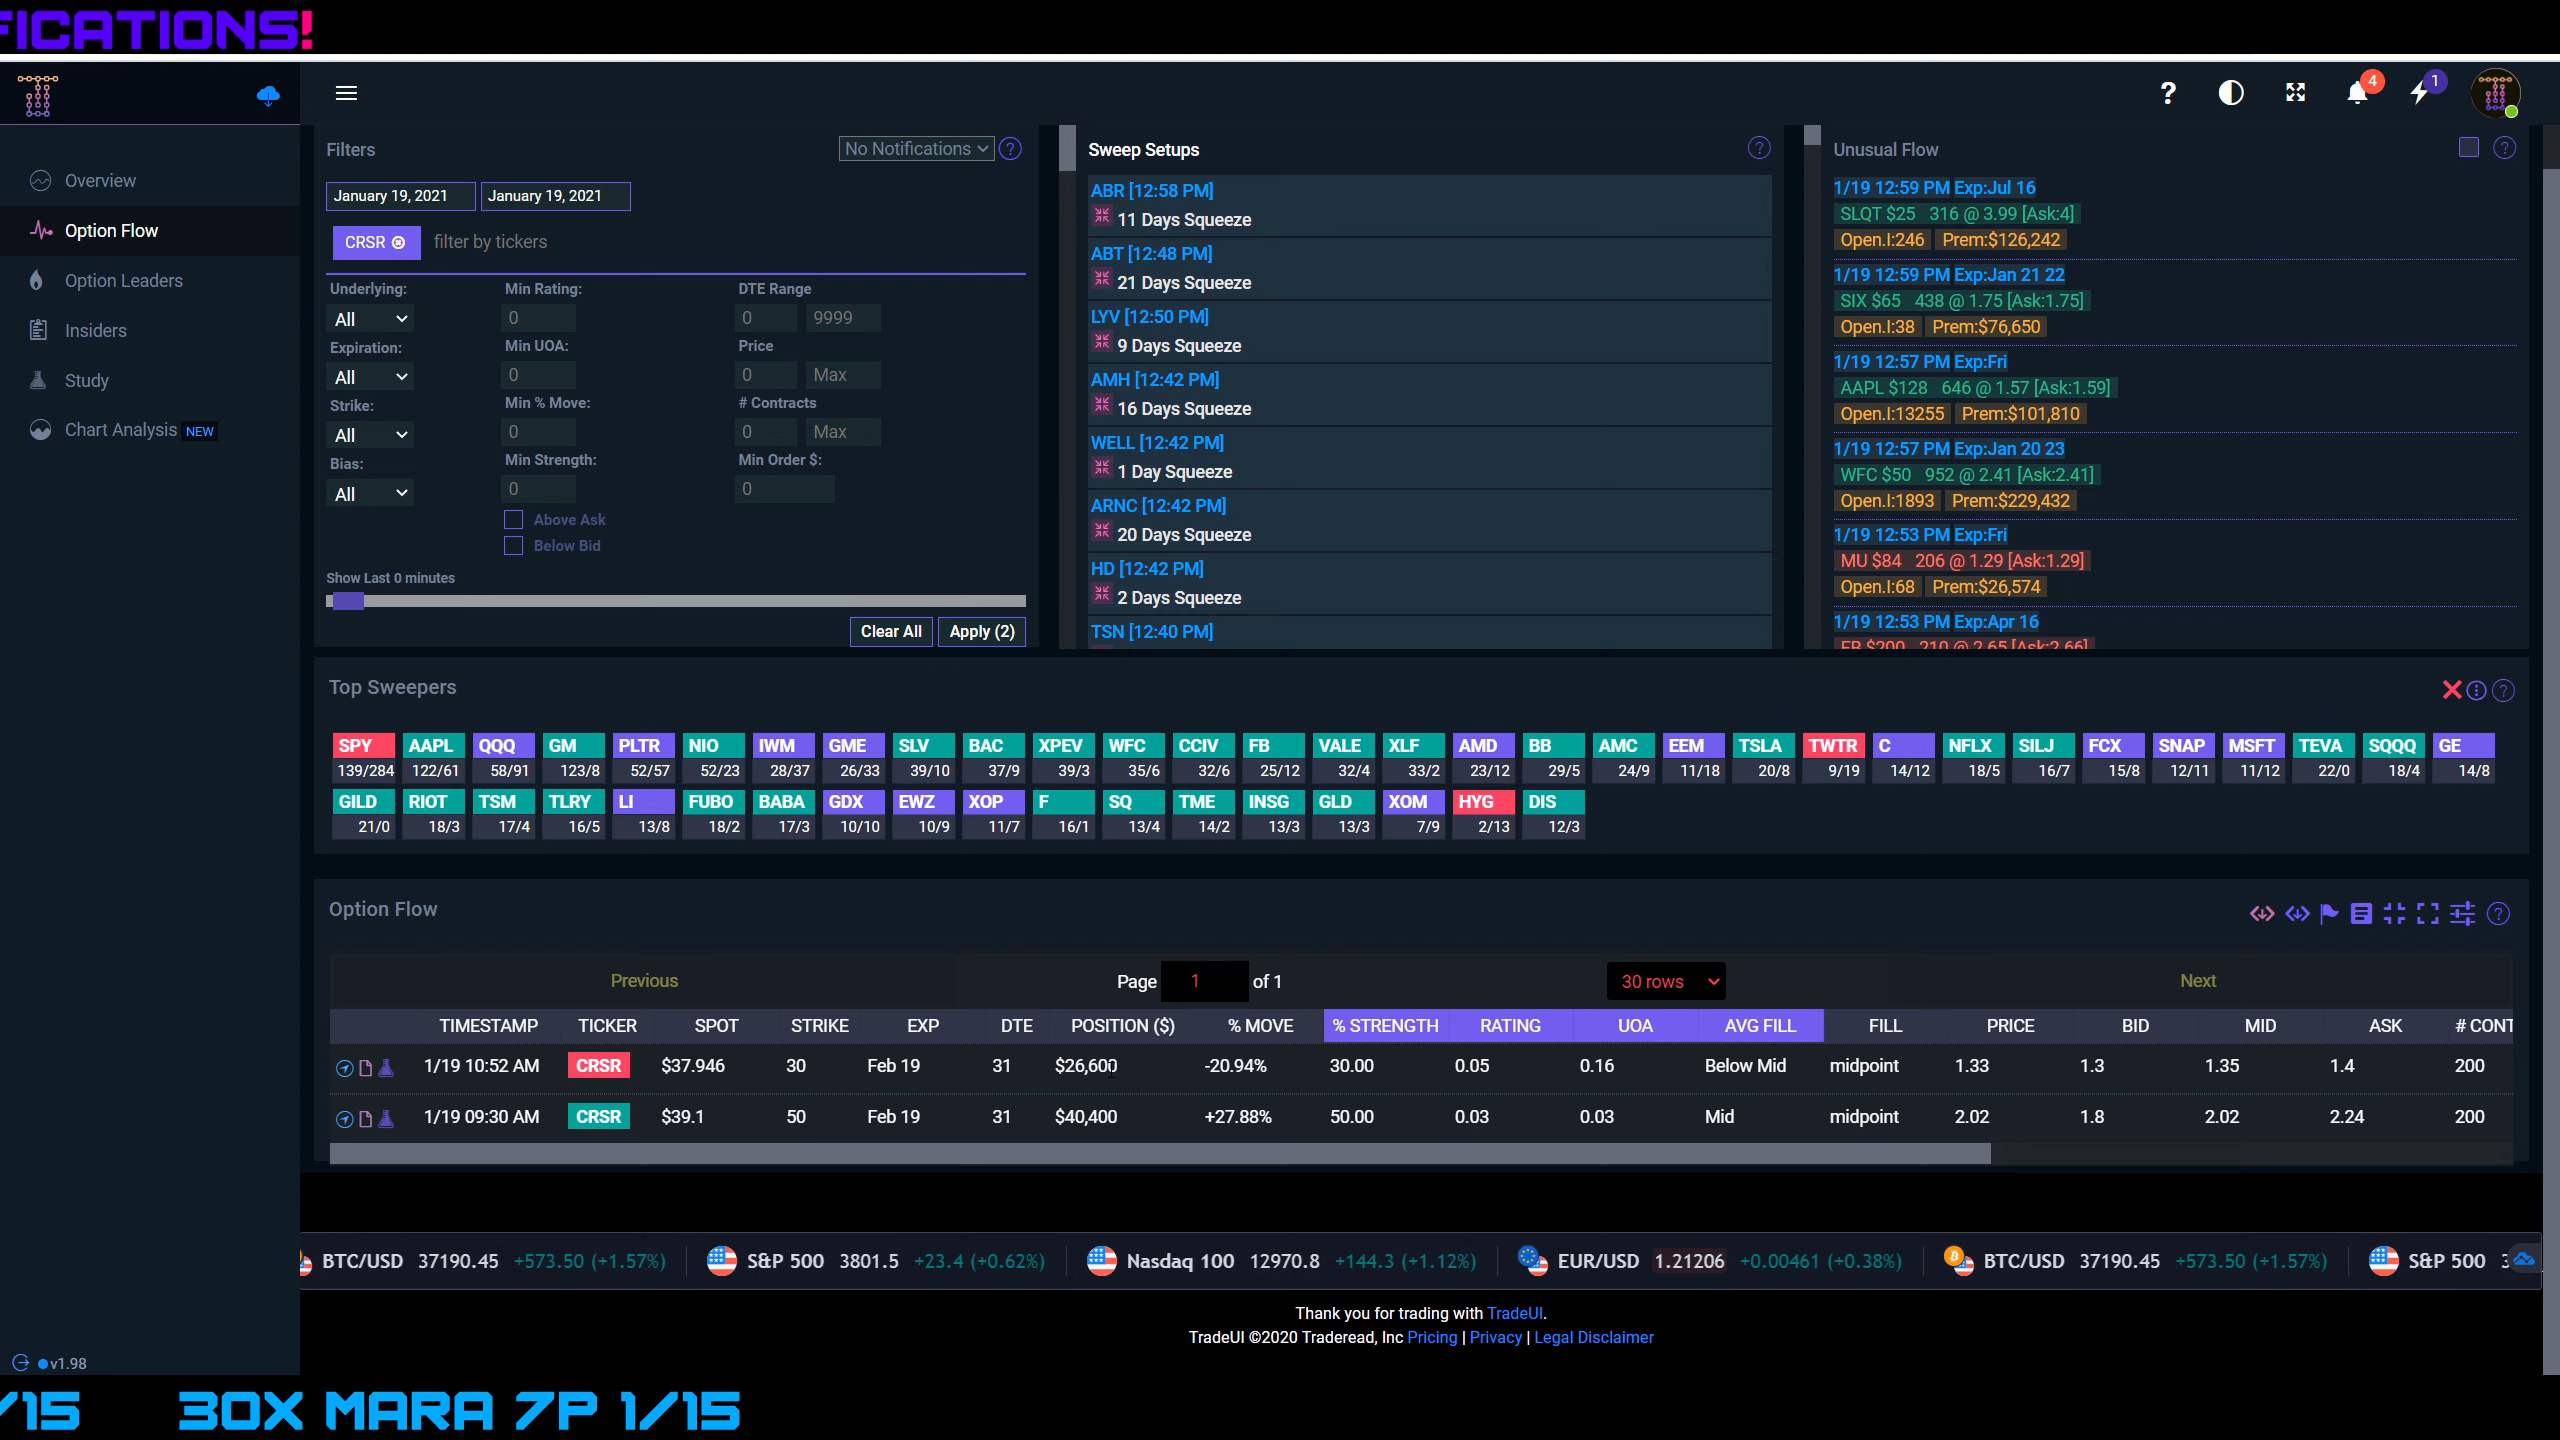 FICATIONS!
4
1
Overview
Option Flow
Option Leaders
Insiders
Study
Chart Analysis NEW
v1.98
Filters
No Notifications
?
January 19, 2021 January 19, 2021
CRSR filter by tickers
Underlying: Min Rating: DTE Range
All 0 0 9999
Expiration: Min UOA: Price
All 0 0 Max
Strike: Min % Move: # Contracts
All 0 0 Max
Bias: Min Strength: Min Order $:
All 0 0
Above Ask
Below Bid
Show Last 0 minutes
Clear All Apply (2)
Sweep Setups
?
ABR [12:58 PM]
11 Days Squeeze
ABT [12:48 PM]
21 Days Squeeze
LYV [12:50 PM]
9 Days Squeeze
AMH [12:42 PM]
16 Days Squeeze
WELL [12:42 PM]
1 Day Squeeze
ARNC [12:42 PM]
20 Days Squeeze
HD [12:42 PM]
2 Days Squeeze
TSN [12:40 PM]
Unusual Flow
?
1/19 12:59 PM Exp:Jul 16
SLQT $25 316 @ 3.99 [Ask:4]
Open.I:246 Prem:$126,242
1/19 12:59 PM Exp:Jan 21 22
SIX $65 438 @ 1.75 [Ask:1.75]
Open.I:38 Prem:$76,650
1/19 12:57 PM Exp:Fri
AAPL $128 646 @ 1.57 [Ask:1.59]
Open.I:13255 Prem:$101,810
1/19 12:57 PM Exp:Jan 20 23
WFC $50 952 @ 2.41 [Ask:2.41]
Open.I:1893 Prem:$229,432
1/19 12:53 PM Exp:Fri
MU $84 206 @ 1.29 [Ask:1.29]
Open.I:68 Prem:$26,574
1/19 12:53 PM Exp:Apr 16
FB $200 210 @ 2.65 [Ask:2.66]
Top Sweepers
?
SPY AAPL QQQ GM PLTR NIO IWM GME SLV BAC XPEV WFC CCIV FB VALE XLF AMD BB AMC EEM TSLA TWTR C NFLX SILJ FCX SNAP MSFT TEVA SQQQ GE
139/284 122/61 58/91 123/8 52/57 52/23 28/37 26/33 39/10 37/9 39/3 35/6 32/6 25/12 32/4 33/2 23/12 29/5 24/9 11/18 20/8 9/19 14/12 18/5 16/7 15/8 12/11 11/12 22/0 18/4 14/8
GILD RIOT TSM TLRY LI FUBO BABA GDX EWZ XOP F SQ TME INSG GLD XOM HYG DIS
21/0 18/3 17/4 16/5 13/8 18/2 17/3 10/10 10/9 11/7 16/1 13/4 14/2 13/3 13/3 7/9 2/13 12/3
Option Flow
?
Previous Page 1 of 1 30 rows Next
TIMESTAMP TICKER SPOT STRIKE EXP DTE POSITION ($) % MOVE % STRENGTH RATING UOA AVG FILL FILL PRICE BID MID ASK # CONT
1/19 10:52 AM CRSR $37.946 30 Feb 19 31 $26,600 -20.94% 30.00 0.05 0.16 Below Mid midpoint 1.33 1.3 1.35 1.4 200
1/19 09:30 AM CRSR $39.1 50 Feb 19 31 $40,400 +27.88% 50.00 0.03 0.03 Mid midpoint 2.02 1.8 2.02 2.24 200
BTC/USD 37190.45 +573.50 (+1.57%) S&P 500 3801.5 +23.4 (+0.62%) Nasdaq 100 12970.8 +144.3 (+1.12%) EUR/USD 1.21206 +0.00461 (+0.38%) BTC/USD 37190.45 +573.50 (+1.57%) S&P 500
Thank you for trading with TradeUI.
TradeUI ©2020 Traderead, Inc Pricing | Privacy | Legal Disclaimer
/15 30X MARA 7P 1/15